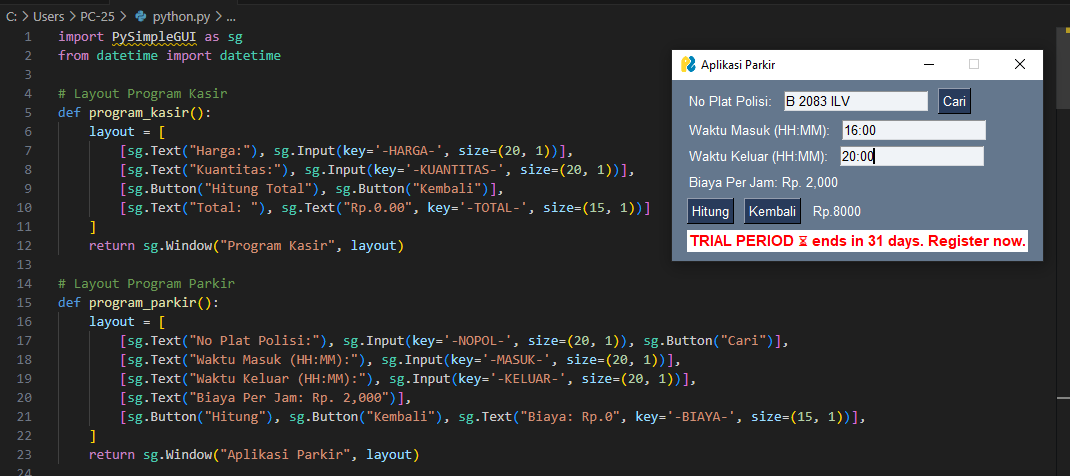 C: > Users > PC-25 > python.py > ...
1 import PySimpleGUI as sg
2 from datetime import datetime
3
4 # Layout Program Kasir
5 def program_kasir():
6     layout = [
7         [sg.Text("Harga:"), sg.Input(key='-HARGA-', size=(20, 1))],
8         [sg.Text("Kuantitas:"), sg.Input(key='-KUANTITAS-', size=(20, 1))],
9         [sg.Button("Hitung Total"), sg.Button("Kembali")],
10         [sg.Text("Total: "), sg.Text("Rp.0.00", key='-TOTAL-', size=(15, 1))]
11     ]
12     return sg.Window("Program Kasir", layout)
13
14 # Layout Program Parkir
15 def program_parkir():
16     layout = [
17         [sg.Text("No Plat Polisi:"), sg.Input(key='-NOPOL-', size=(20, 1)), sg.Button("Cari")],
18         [sg.Text("Waktu Masuk (HH:MM):"), sg.Input(key='-MASUK-', size=(20, 1))],
19         [sg.Text("Waktu Keluar (HH:MM):"), sg.Input(key='-KELUAR-', size=(20, 1))],
20         [sg.Text("Biaya Per Jam: Rp. 2,000")],
21         [sg.Button("Hitung"), sg.Button("Kembali"), sg.Text("Biaya: Rp.0", key='-BIAYA-', size=(15, 1))],
22     ]
23     return sg.Window("Aplikasi Parkir", layout)
24
Aplikasi Parkir
No Plat Polisi: B 2083 ILV Cari
Waktu Masuk (HH:MM): 16:00
Waktu Keluar (HH:MM): 20:00
Biaya Per Jam: Rp. 2,000
Hitung Kembali Rp.8000
TRIAL PERIOD ⏳ ends in 31 days. Register now.